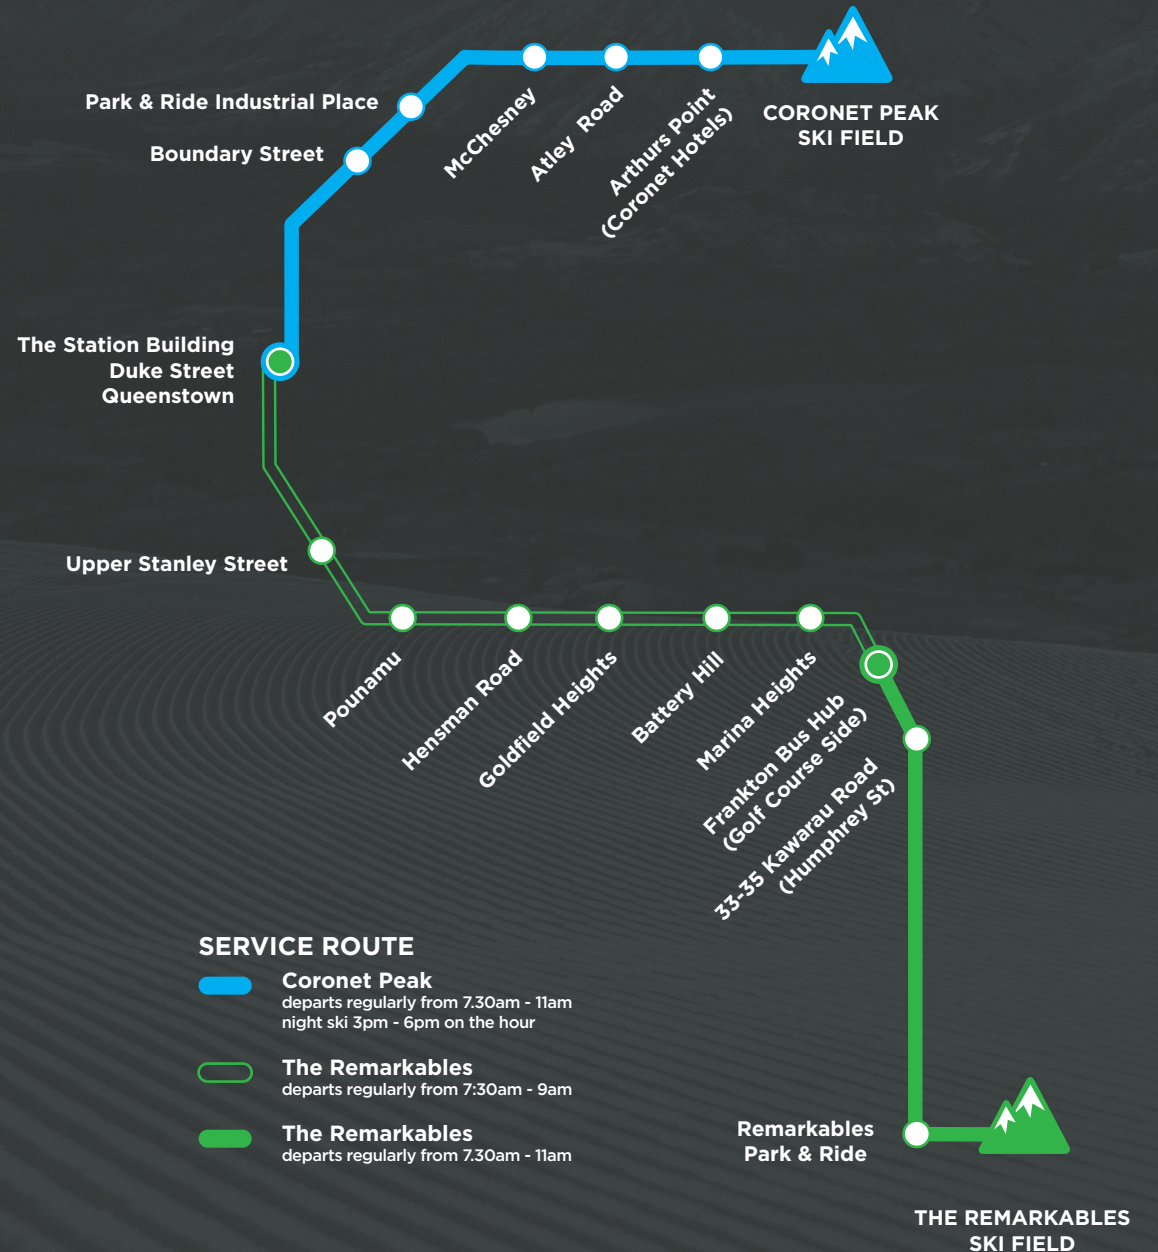 Park & Ride Industrial Place
Boundary Street
McChesney
Atley Road
Arthurs Point
(Coronet Hotels)
CORONET PEAK
SKI FIELD
The Station Building
Duke Street
Queenstown
Upper Stanley Street
Pounamu
Hensman Road
Goldfield Heights
Battery Hill
Marina Heights
Frankton Bus Hub
(Golf Course Side)
33-35 Kawarau Road
(Humphrey St)
SERVICE ROUTE
Coronet Peak
departs regularly from 7.30am - 11am
night ski 3pm - 6pm on the hour
The Remarkables
departs regularly from 7:30am - 9am
The Remarkables
departs regularly from 7.30am - 11am
Remarkables
Park & Ride
THE REMARKABLES
SKI FIELD